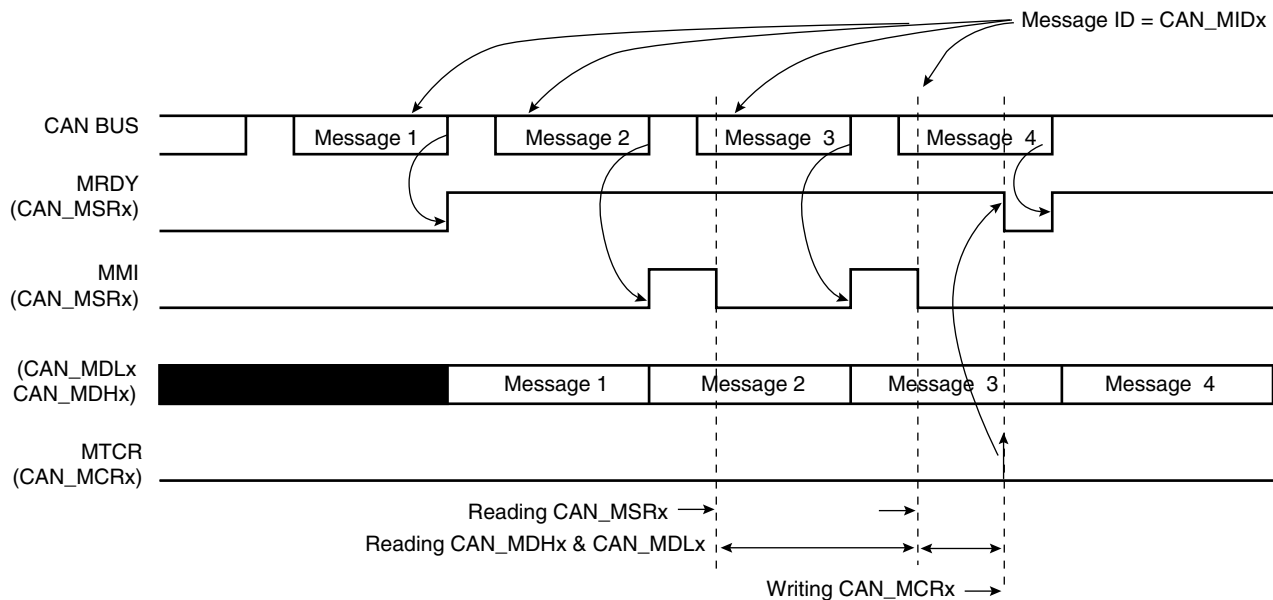 Message ID = CAN_MIDx
CAN BUS
Message 1
Message 2
Message 3
Message 4
MRDY
(CAN_MSRx)
MMI
(CAN_MSRx)
(CAN_MDLx
CAN_MDHx)
Message 1
Message 2
Message 3
Message 4
MTCR
(CAN_MCRx)
Reading CAN_MSRx
Reading CAN_MDHx & CAN_MDLx
Writing CAN_MCRx